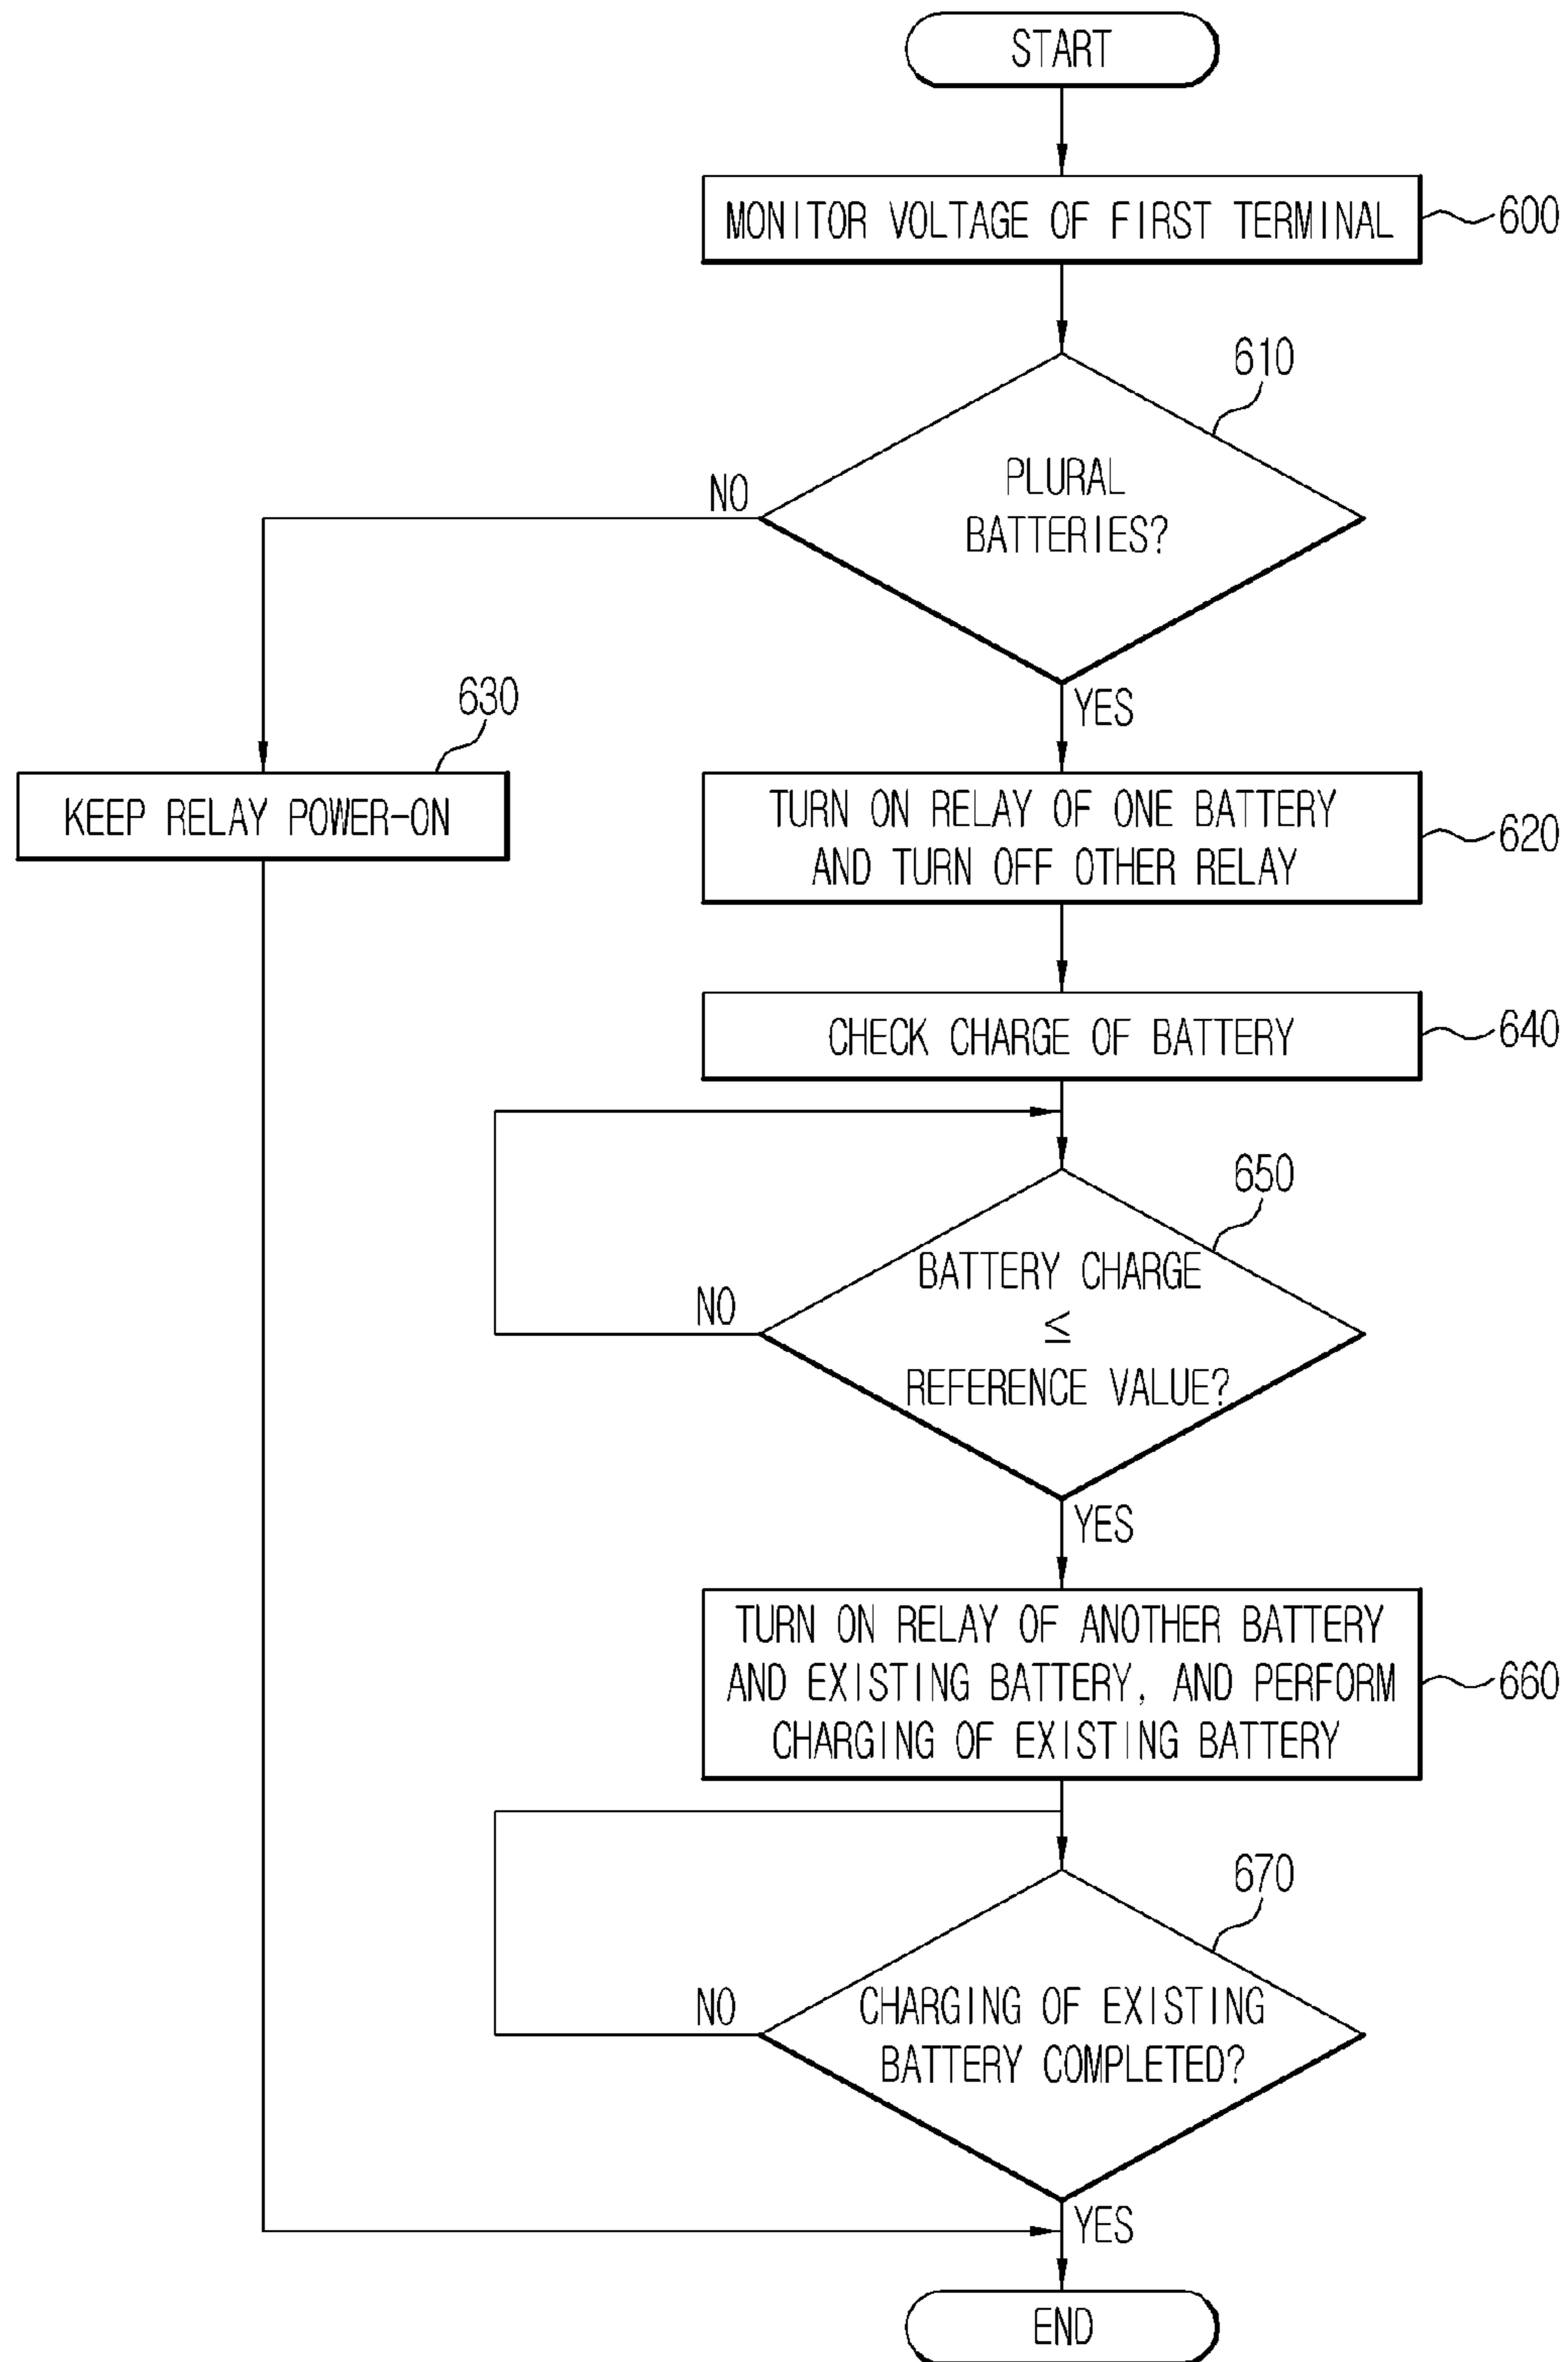 START
MONITOR VOLTAGE OF FIRST TERMINAL
600
610
PLURAL
BATTERIES?
NO
YES
630
KEEP RELAY POWER-ON
TURN ON RELAY OF ONE BATTERY
AND TURN OFF OTHER RELAY
620
CHECK CHARGE OF BATTERY
640
650
BATTERY CHARGE
≤
REFERENCE VALUE?
NO
YES
TURN ON RELAY OF ANOTHER BATTERY
AND EXISTING BATTERY, AND PERFORM
CHARGING OF EXISTING BATTERY
660
670
CHARGING OF EXISTING
BATTERY COMPLETED?
NO
YES
END